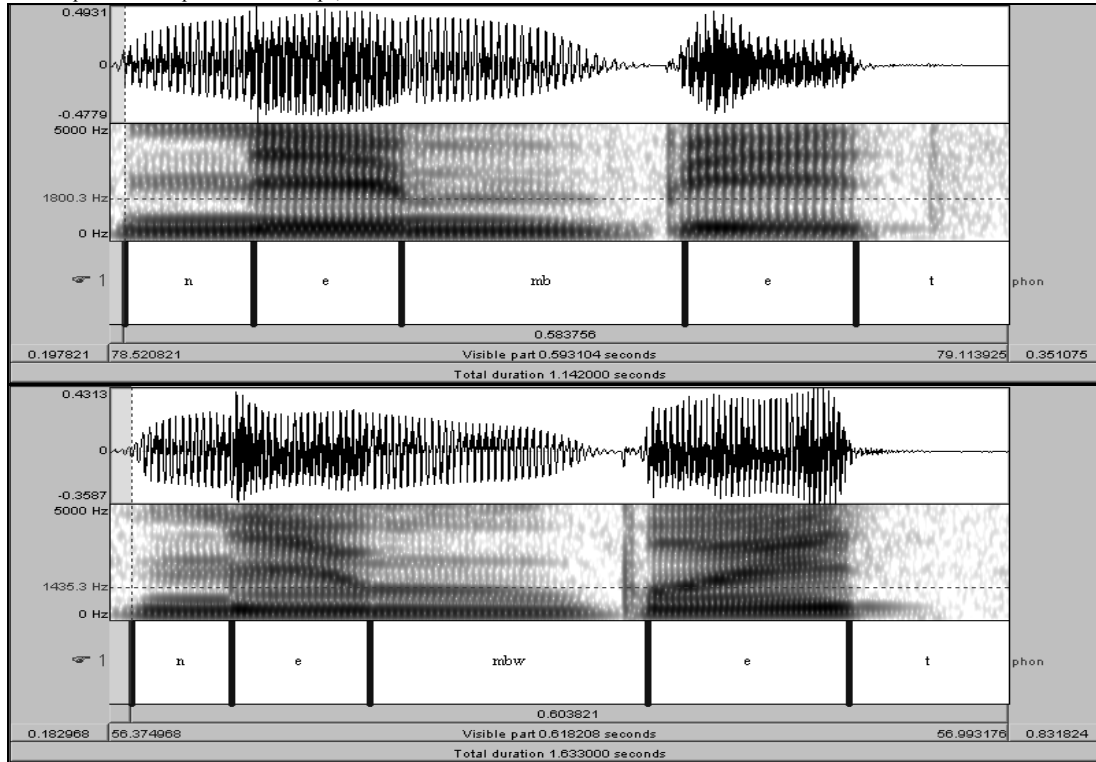 0.4931
0
-0.4779
5000 Hz
1800.3 Hz
0 Hz
1 n e mb e t phon
0.583756
0.197821 78.520821 Visible part 0.593104 seconds 79.113925 0.351075
Total duration 1.142000 seconds
0.4313
0
-0.3587
5000 Hz
1435.3 Hz
0 Hz
1 n e mbw e t phon
0.603821
0.182968 56.374968 Visible part 0.618208 seconds 56.993176 0.831824
Total duration 1.633000 seconds